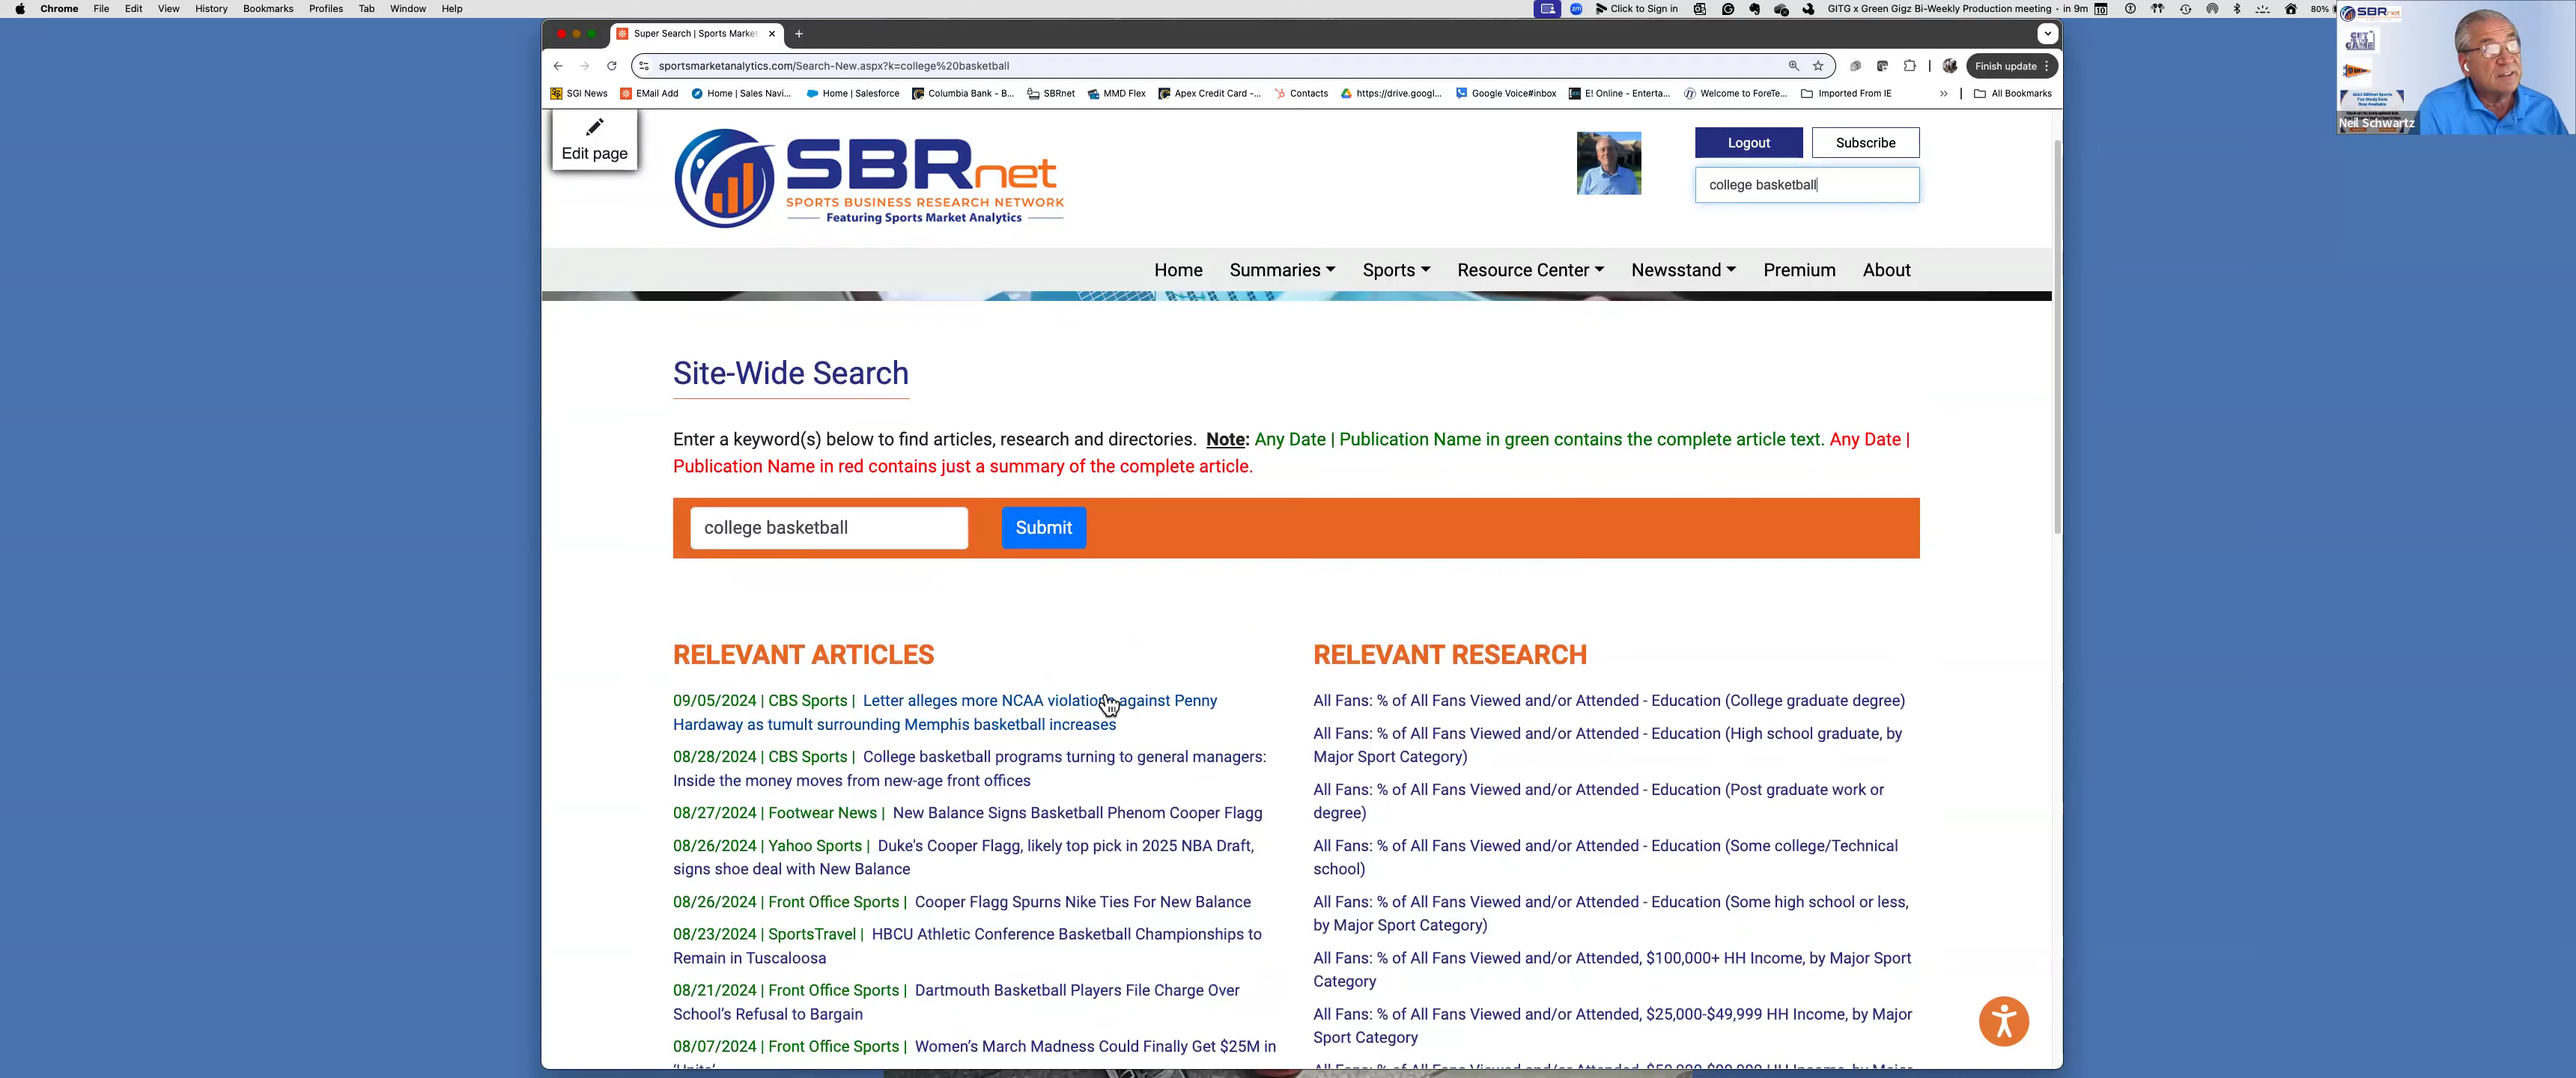 Chrome File Edit View History Bookmarks Profiles Tab Window Help
Click to Sign in
GITG x Green Gigz Bi-Weekly Production meeting · in 9m
80%
Super Search | Sports Market
sportsmarketanalytics.com/Search-New.aspx?k=college%20basketball
Finish update
SGI News EMail Add Home | Sales Navi... Home | Salesforce Columbia Bank - B... SBRnet MMD Flex Apex Credit Card -... Contacts https://drive.googl... Google Voice#inbox E! Online - Enterta... Welcome to ForeTe... Imported From IE » All Bookmarks
Edit page
SBRnet
SPORTS BUSINESS RESEARCH NETWORK
Featuring Sports Market Analytics
Logout Subscribe
college basketball
Home Summaries Sports Resource Center Newsstand Premium About
Site-Wide Search
Enter a keyword(s) below to find articles, research and directories. Note: Any Date | Publication Name in green contains the complete article text. Any Date |
Publication Name in red contains just a summary of the complete article.
college basketball Submit
RELEVANT ARTICLES
09/05/2024 | CBS Sports | Letter alleges more NCAA violations against Penny
Hardaway as tumult surrounding Memphis basketball increases
08/28/2024 | CBS Sports | College basketball programs turning to general managers:
Inside the money moves from new-age front offices
08/27/2024 | Footwear News | New Balance Signs Basketball Phenom Cooper Flagg
08/26/2024 | Yahoo Sports | Duke's Cooper Flagg, likely top pick in 2025 NBA Draft,
signs shoe deal with New Balance
08/26/2024 | Front Office Sports | Cooper Flagg Spurns Nike Ties For New Balance
08/23/2024 | SportsTravel | HBCU Athletic Conference Basketball Championships to
Remain in Tuscaloosa
08/21/2024 | Front Office Sports | Dartmouth Basketball Players File Charge Over
School's Refusal to Bargain
08/07/2024 | Front Office Sports | Women's March Madness Could Finally Get $25M in
'Units'
RELEVANT RESEARCH
All Fans: % of All Fans Viewed and/or Attended - Education (College graduate degree)
All Fans: % of All Fans Viewed and/or Attended - Education (High school graduate, by
Major Sport Category)
All Fans: % of All Fans Viewed and/or Attended - Education (Post graduate work or
degree)
All Fans: % of All Fans Viewed and/or Attended - Education (Some college/Technical
school)
All Fans: % of All Fans Viewed and/or Attended - Education (Some high school or less,
by Major Sport Category)
All Fans: % of All Fans Viewed and/or Attended, $100,000+ HH Income, by Major Sport
Category
All Fans: % of All Fans Viewed and/or Attended, $25,000-$49,999 HH Income, by Major
Sport Category
SBRnet
GET
GAME
Neil Schwartz